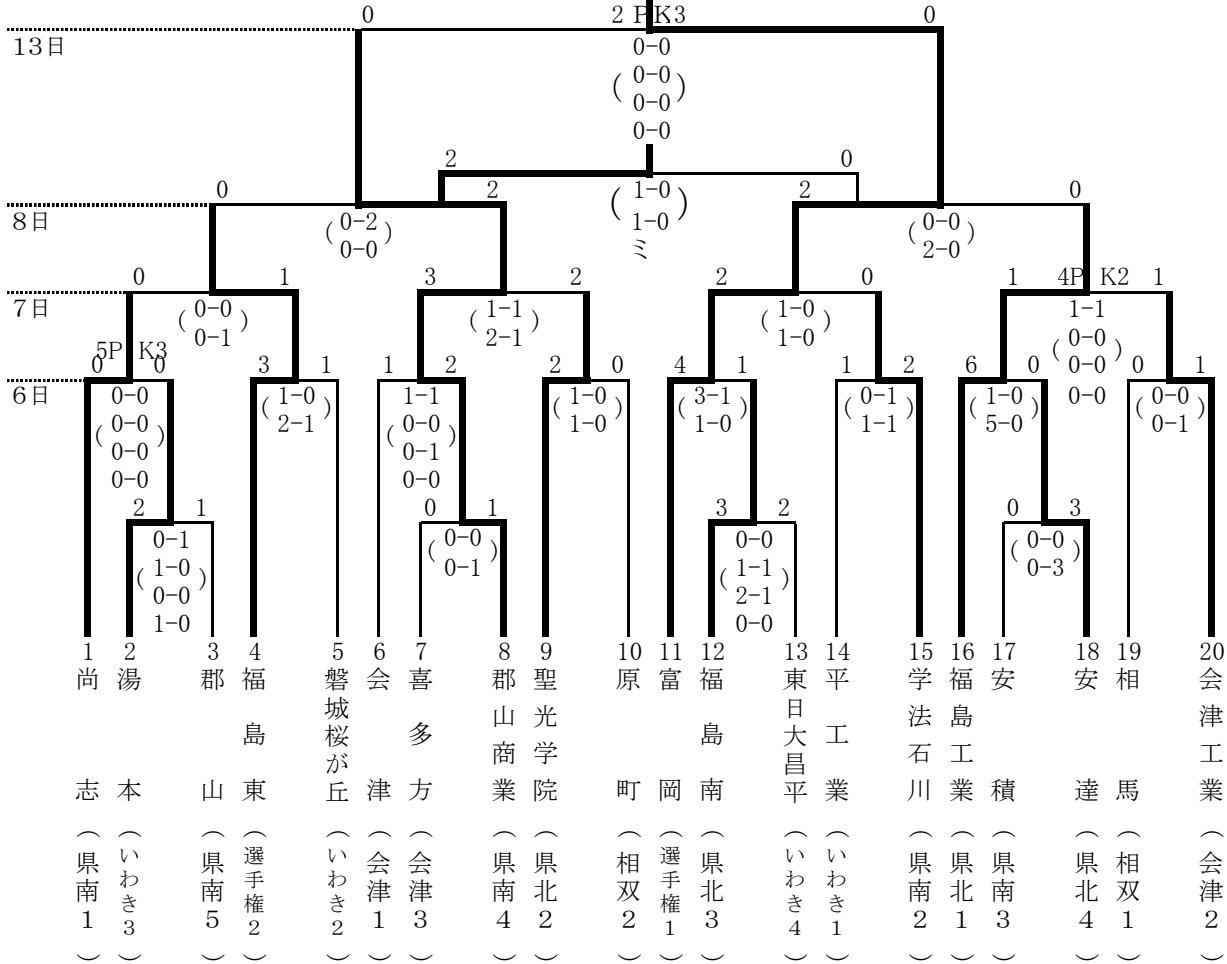 0 2 PK3 0
13日
0-0
( 0-0 )
0-0
0-0
2 0
0 2 ( 1-0 ) 2 0
8日
( 0-2 ) 1-0 ( 0-0 )
0-0 ミ 2-0
0 1 3 2 2 0 1 4P K2 1
7日
( 0-0 ) ( 1-1 ) ( 1-0 ) 1-1
0-1 2-1 1-0 ( 0-0 )
0-0
0-0
5P K3
0 0 3 1 1 2 2 0 4 1 1 2 6 0 0 1
6日
0-0 ( 1-0 ) 1-1 ( 1-0 ) ( 3-1 ) ( 0-1 ) ( 1-0 ) ( 0-0 )
( 0-0 ) 2-1 ( 0-0 ) 1-0 1-0 1-1 5-0 0-1
0-0 0-1
0-0 0-0
2 1 0 1 3 2 0 3
0-1 ( 0-0 ) 0-0 ( 0-0 )
( 1-0 ) 0-1 ( 1-1 ) 0-3
0-0 2-1
1-0 0-0
1 尚志(県南1)
2 湯本(いわき3)
3 郡山(県南5)
4 福島東(選手権2)
5 磐城桜が丘(いわき2)
6 会津(会津1)
7 喜多方(会津3)
8 郡山商業(県南4)
9 聖光学院(県北2)
10 原町(相双2)
11 富岡(選手権1)
12 福島南(県北3)
13 東日大昌平(いわき4)
14 平工業(いわき1)
15 学法石川(県南2)
16 福島工業(県北1)
17 安積(県南3)
18 安達(県北4)
19 相馬(相双1)
20 会津工業(会津2)